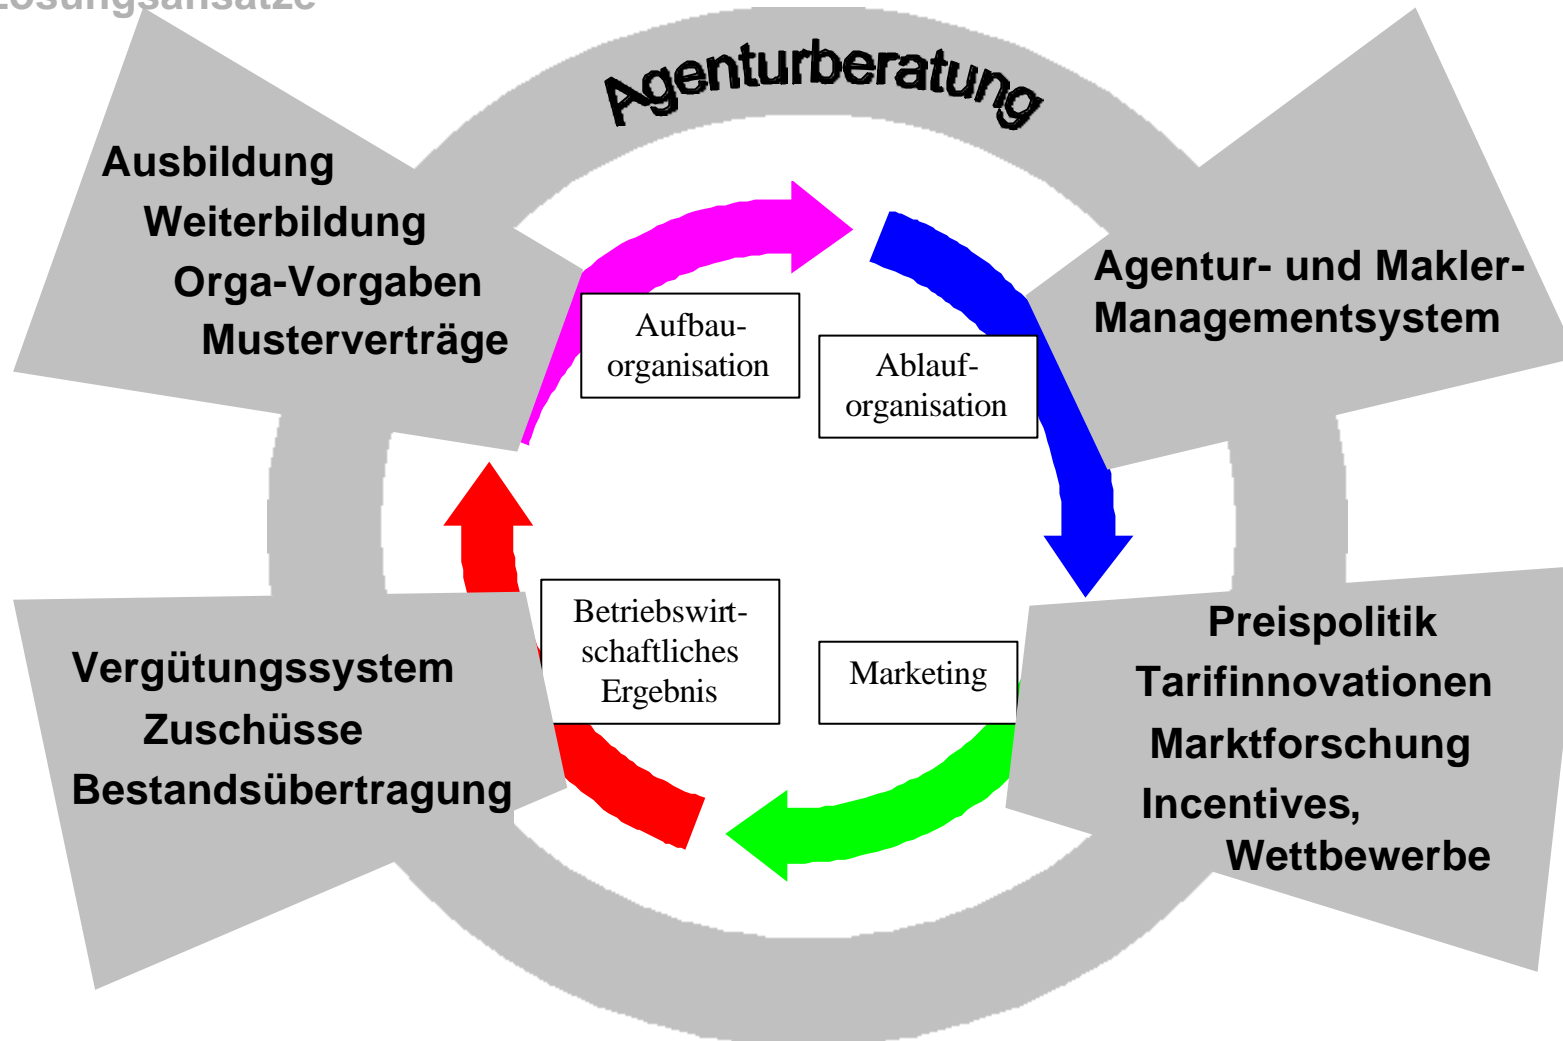 Lösungsansätze
Agenturberatung
Ausbildung
Weiterbildung
Orga-Vorgaben
Musterverträge
Agentur- und Makler-
Managementsystem
Aufbau-
organisation
Ablauf-
organisation
Betriebswirt-
schaftliches
Ergebnis
Marketing
Vergütungssystem
Zuschüsse
Bestandsübertragung
Preispolitik
Tarifinnovationen
Marktforschung
Incentives,
Wettbewerbe